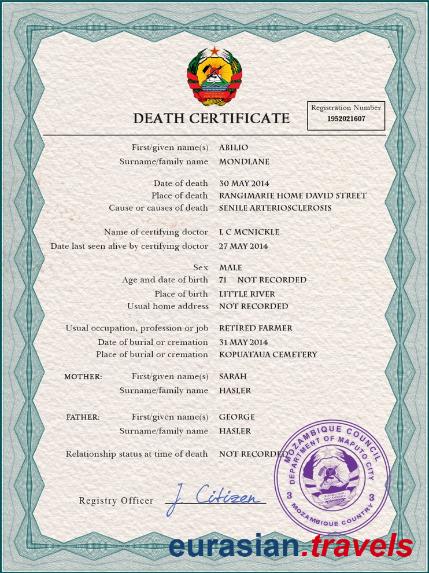 DEATH CERTIFICATE
Registration Number
1952021607
First/given name(s) ABILIO
Surname/family name MONDLANE
Date of death 30 MAY 2014
Place of death RANGIMARIE HOME DAVID STREET
Cause or causes of death SENILE ARTERIOSCLEROSIS
Name of certifying doctor L C MCNICKLE
Date last seen alive by certifying doctor 27 MAY 2014
Sex MALE
Age and date of birth 71 NOT RECORDED
Place of birth LITTLE RIVER
Usual home address NOT RECORDED
Usual occupation, profession or job RETIRED FARMER
Date of burial or cremation 31 MAY 2014
Place of burial or cremation KOPUATAUA CEMETERY
MOTHER: First/given name(s) SARAH
Surname/family name HASLER
FATHER: First/given name(s) GEORGE
Surname/family name HASLER
Relationship status at time of death NOT RECORDED
MOZAMBIQUE COUNCIL
DEPARTMENT OF MAPUTO CITY
3 3
MOZAMBIQUE COUNTRY
Registry Officer J Citizen
eurasian.travels